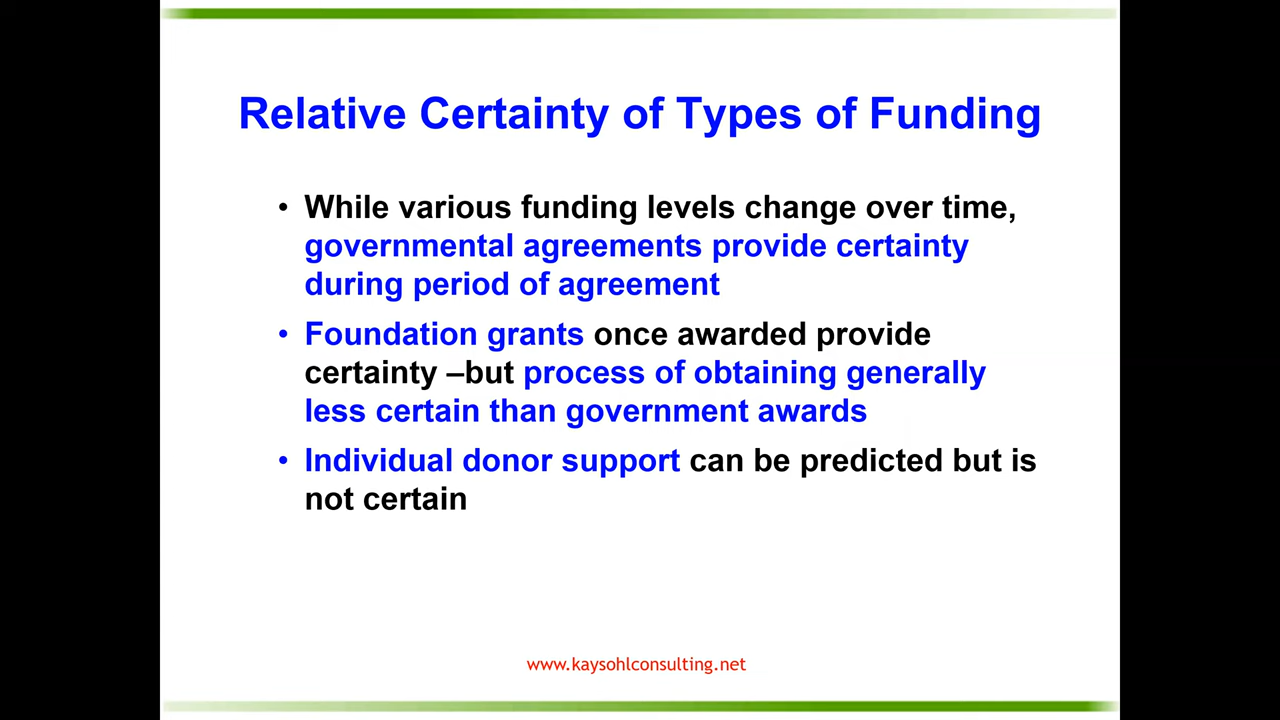 Relative Certainty of Types of Funding
• While various funding levels change over time,
governmental agreements provide certainty
during period of agreement
• Foundation grants once awarded provide
certainty –but process of obtaining generally
less certain than government awards
• Individual donor support can be predicted but is
not certain
www.kaysohlconsulting.net